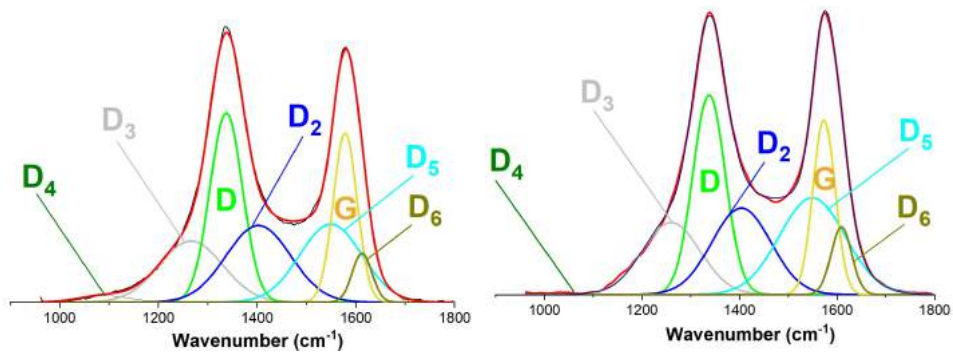 D₃
D₂
D₅
D₄
D
G
D₆
1000 1200 1400 1600 1800
Wavenumber (cm⁻¹)
D₃
D₂
D₅
D₄
D
G
D₆
1000 1200 1400 1600 1800
Wavenumber (cm⁻¹)